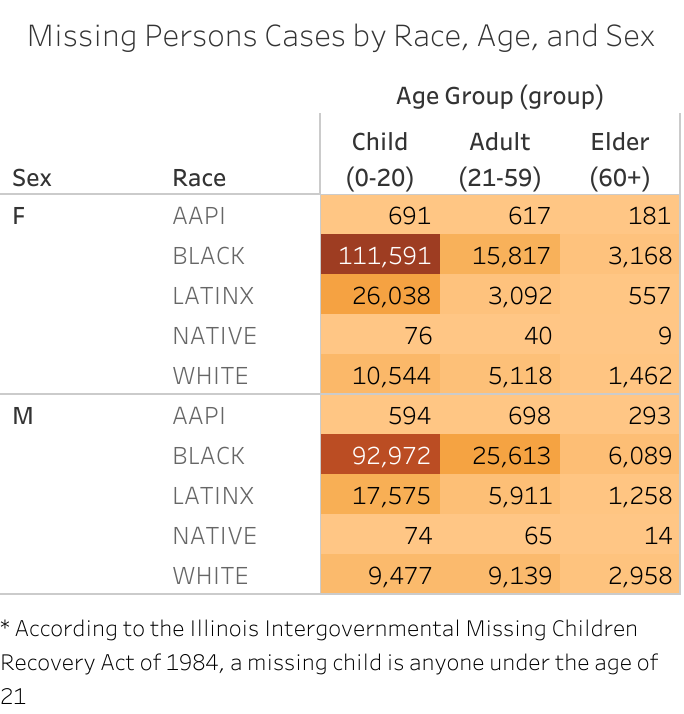 Missing Persons Cases by Race, Age, and Sex
Age Group (group)
Child Adult Elder
Sex Race (0-20) (21-59) (60+)
F AAPI 691 617 181
BLACK 111,591 15,817 3,168
LATINX 26,038 3,092 557
NATIVE 76 40 9
WHITE 10,544 5,118 1,462
M AAPI 594 698 293
BLACK 92,972 25,613 6,089
LATINX 17,575 5,911 1,258
NATIVE 74 65 14
WHITE 9,477 9,139 2,958
* According to the Illinois Intergovernmental Missing Children
Recovery Act of 1984, a missing child is anyone under the age of
21